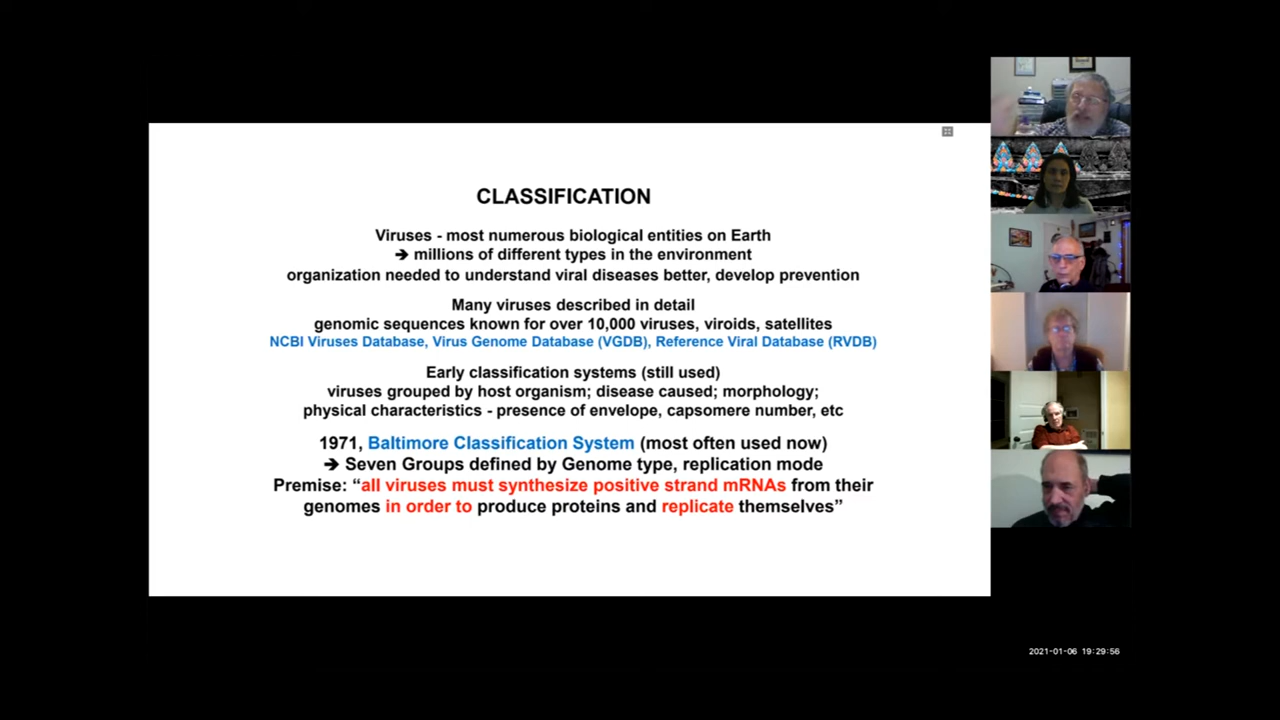 CLASSIFICATION
Viruses - most numerous biological entities on Earth
➔ millions of different types in the environment
organization needed to understand viral diseases better, develop prevention
Many viruses described in detail
genomic sequences known for over 10,000 viruses, viroids, satellites
NCBI Viruses Database, Virus Genome Database (VGDB), Reference Viral Database (RVDB)
Early classification systems (still used)
viruses grouped by host organism; disease caused; morphology;
physical characteristics - presence of envelope, capsomere number, etc
1971, Baltimore Classification System (most often used now)
➔ Seven Groups defined by Genome type, replication mode
Premise: “all viruses must synthesize positive strand mRNAs from their
genomes in order to produce proteins and replicate themselves”
2021-01-06 19:29:56